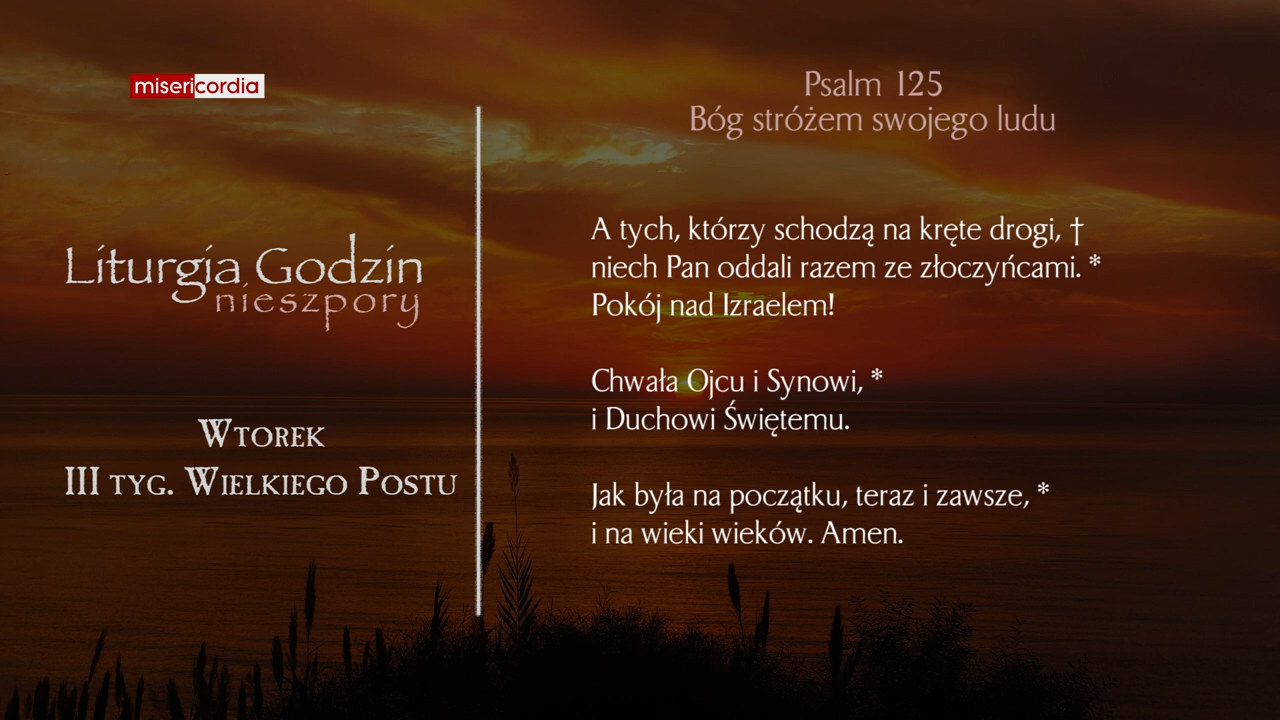 misericordia
Liturgia Godzin
nieszpory
Wtorek
III tyg. Wielkiego Postu
Psalm 125
Bóg stróżem swojego ludu
A tych, którzy schodzą na kręte drogi, †
niech Pan oddali razem ze złoczyńcami. *
Pokój nad Izraelem!
Chwała Ojcu i Synowi, *
i Duchowi Świętemu.
Jak była na początku, teraz i zawsze, *
i na wieki wieków. Amen.